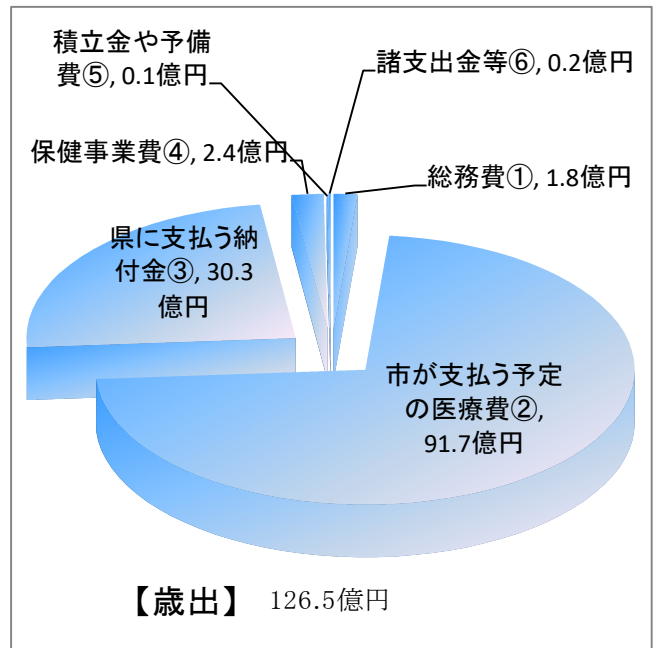 積立金や予備
費⑤, 0.1億円
諸支出金等⑥, 0.2億円
保健事業費④, 2.4億円
総務費①, 1.8億円
県に支払う納
付金③, 30.3
億円
市が支払う予定
の医療費②,
91.7億円
【歳出】 126.5億円